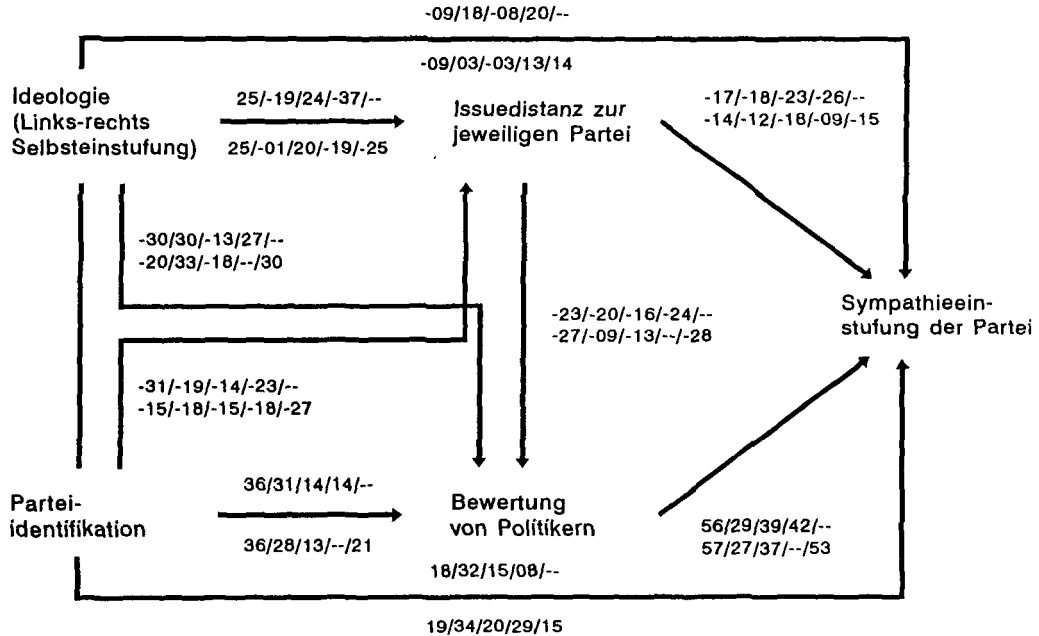 -09/18/-08/20/--
-09/03/-03/13/14
Ideologie
(Links-rechts
Selbsteinstufung)
25/-19/24/-37/--
25/-01/20/-19/-25
Issuedistanz zur
jeweiligen Partei
-17/-18/-23/-26/--
-14/-12/-18/-09/-15
-30/30/-13/27/--
-20/33/-18/--/30
-23/-20/-16/-24/--
-27/-09/-13/--/-28
Sympathieein-
stufung der Partei
-31/-19/-14/-23/--
-15/-18/-15/-18/-27
Partei-
identifikation
36/31/14/14/--
36/28/13/--/21
Bewertung
von Politikern
56/29/39/42/--
57/27/37/--/53
18/32/15/08/--
19/34/20/29/15